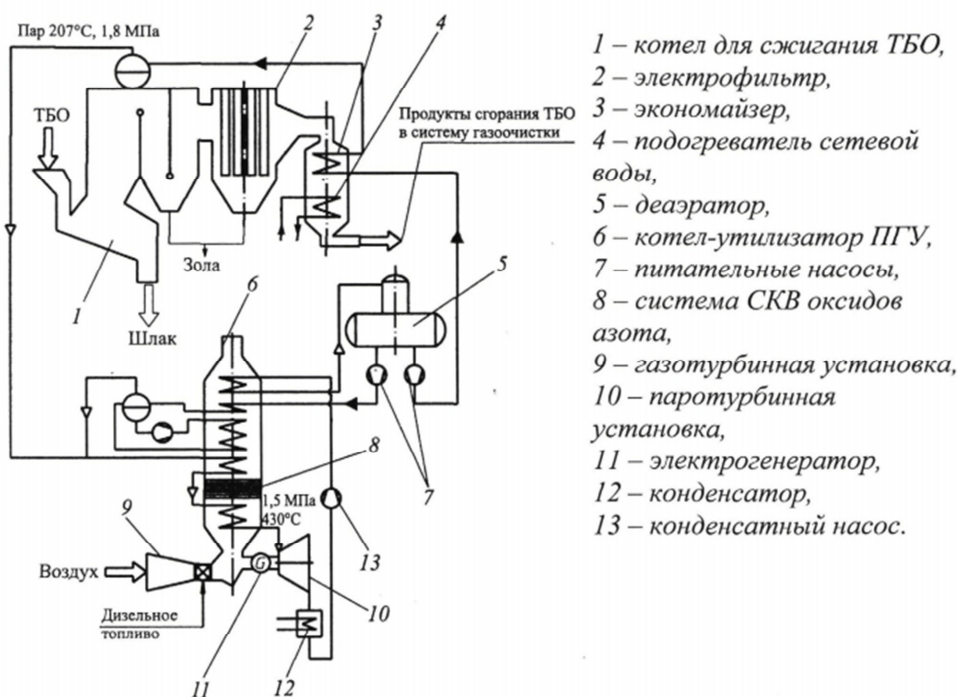 Пар 207°С, 1,8 МПа
2
3
4
ТБО
Продукты сгорания ТБО
в систему газоочистки
Зола
1
Шлак
6
5
8
1,5 МПа
430°С
7
9
13
Воздух
G
10
Дизельное
топливо
11
12
1 – котел для сжигания ТБО,
2 – электрофильтр,
3 – экономайзер,
4 – подогреватель сетевой
воды,
5 – деаэратор,
6 – котел-утилизатор ПГУ,
7 – питательные насосы,
8 – система СКВ оксидов
азота,
9 – газотурбинная установка,
10 – паротурбинная
установка,
11 – электрогенератор,
12 – конденсатор,
13 – конденсатный насос.